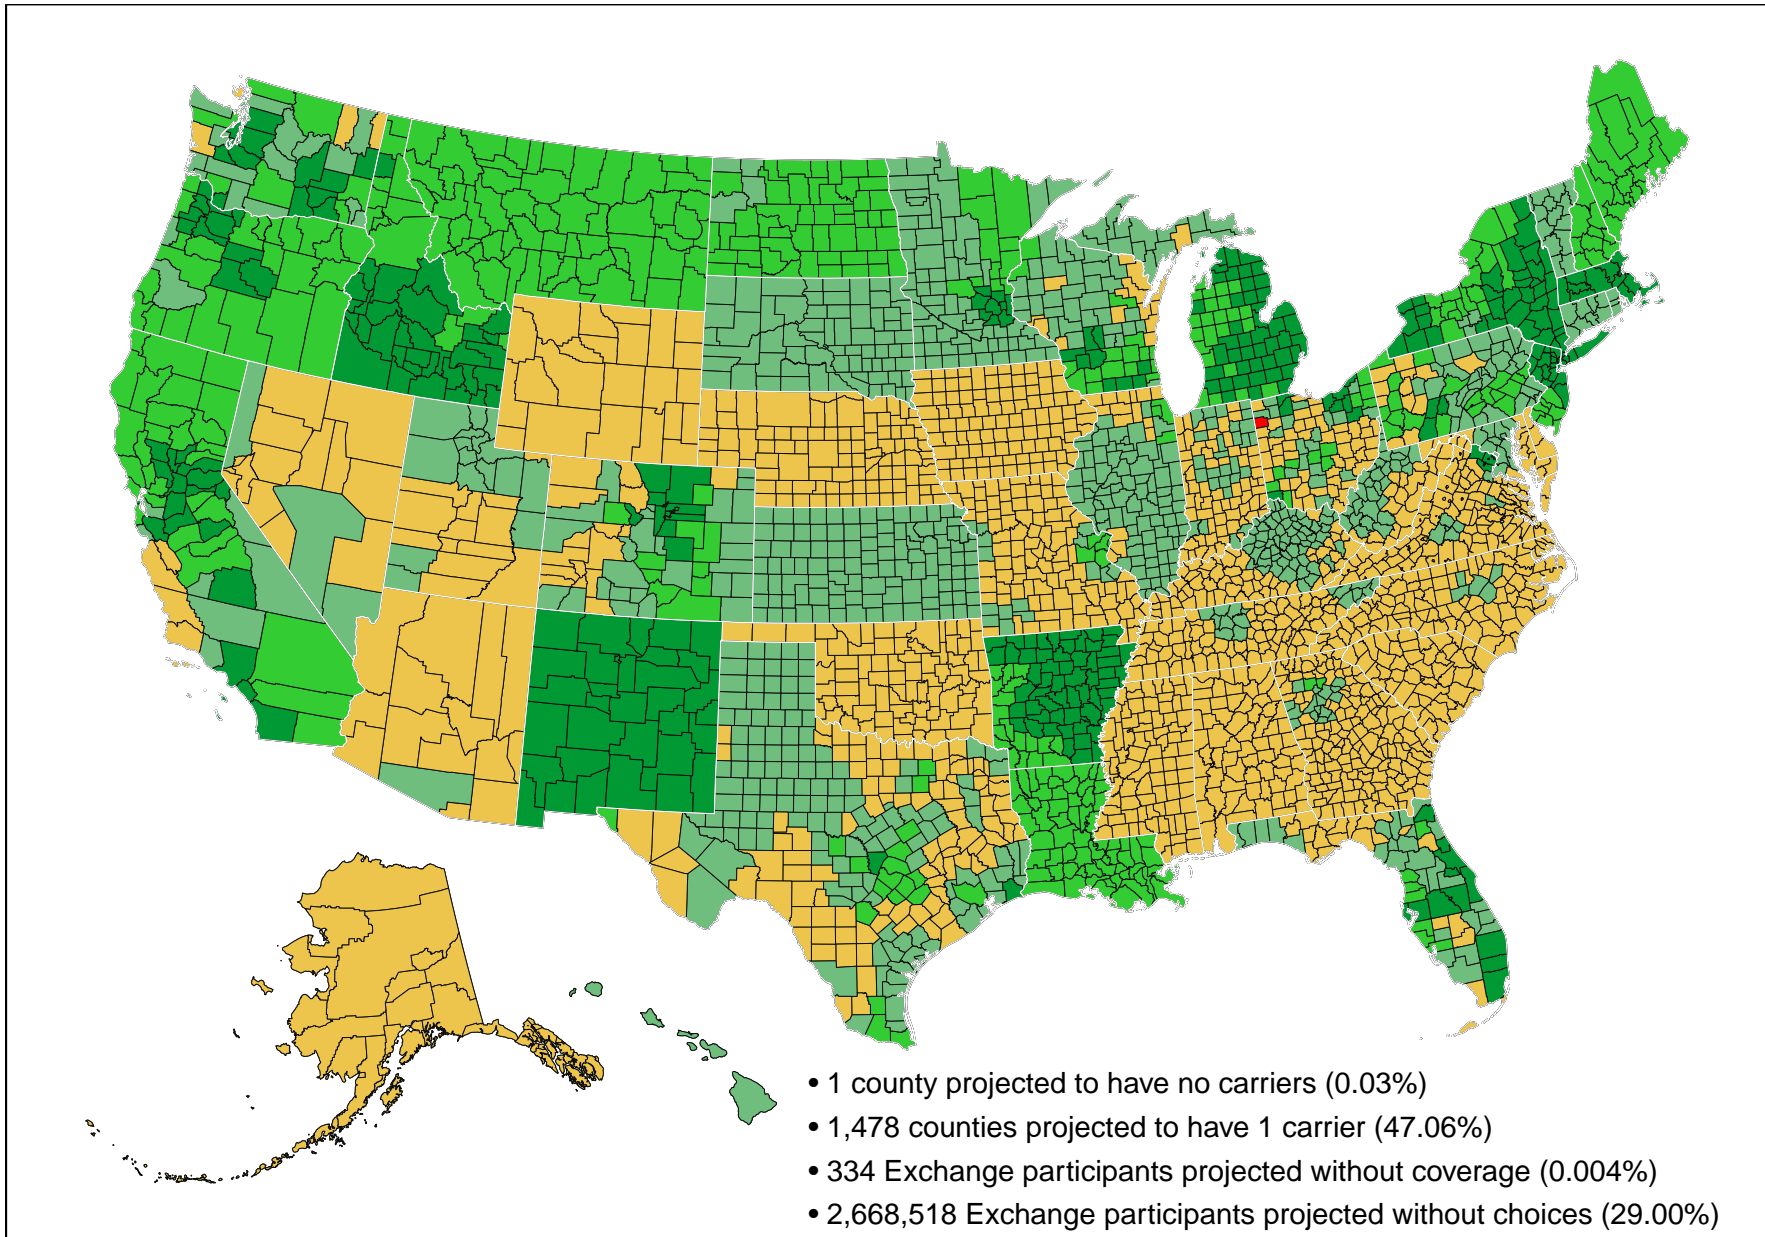 • 1 county projected to have no carriers (0.03%)
• 1,478 counties projected to have 1 carrier (47.06%)
• 334 Exchange participants projected without coverage (0.004%)
• 2,668,518 Exchange participants projected without choices (29.00%)